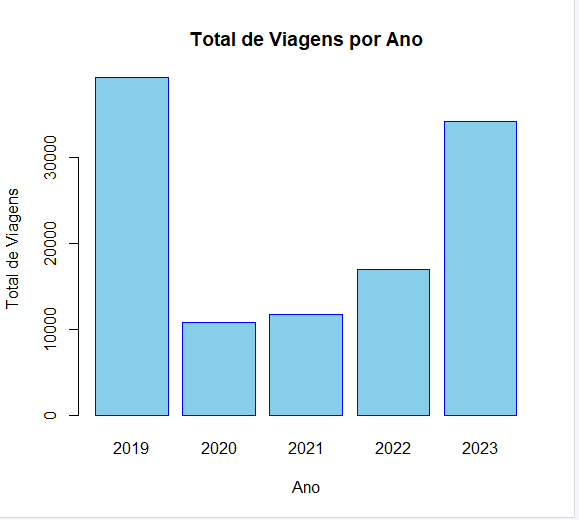 Total de Viagens por Ano
Total de Viagens
30000
20000
10000
0
2019 2020 2021 2022 2023
Ano